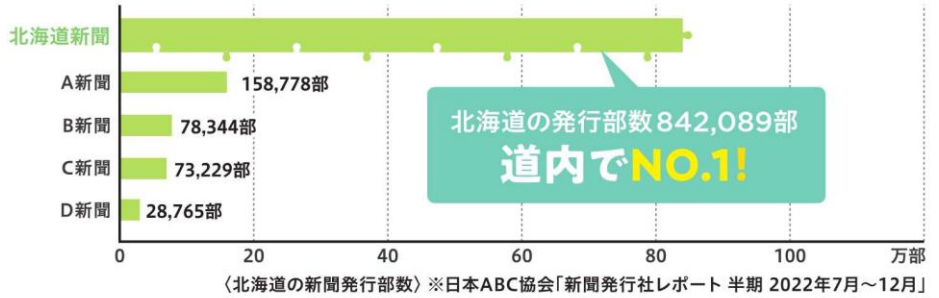 北海道新聞
A新聞 158,778部
B新聞 78,344部
C新聞 73,229部
D新聞 28,765部
北海道の発行部数842,089部
道内でNO.1!
0 20 40 60 80 100 万部
〈北海道の新聞発行部数〉※日本ABC協会「新聞発行社レポート 半期 2022年7月〜12月」